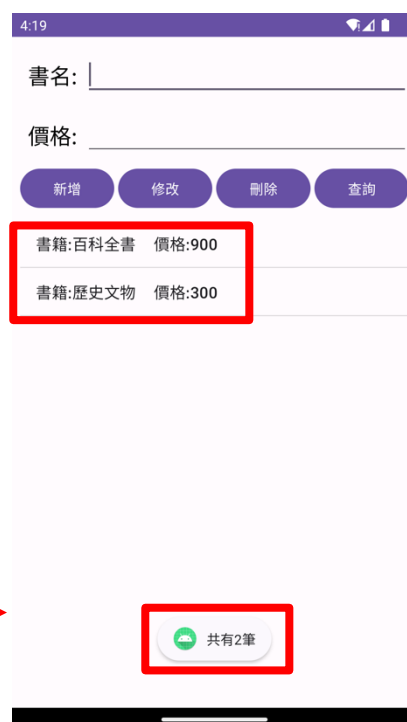 4:19
書名:
價格:
新增 修改 刪除 查詢
書籍:百科全書 價格:900
書籍:歷史文物 價格:300
共有2筆